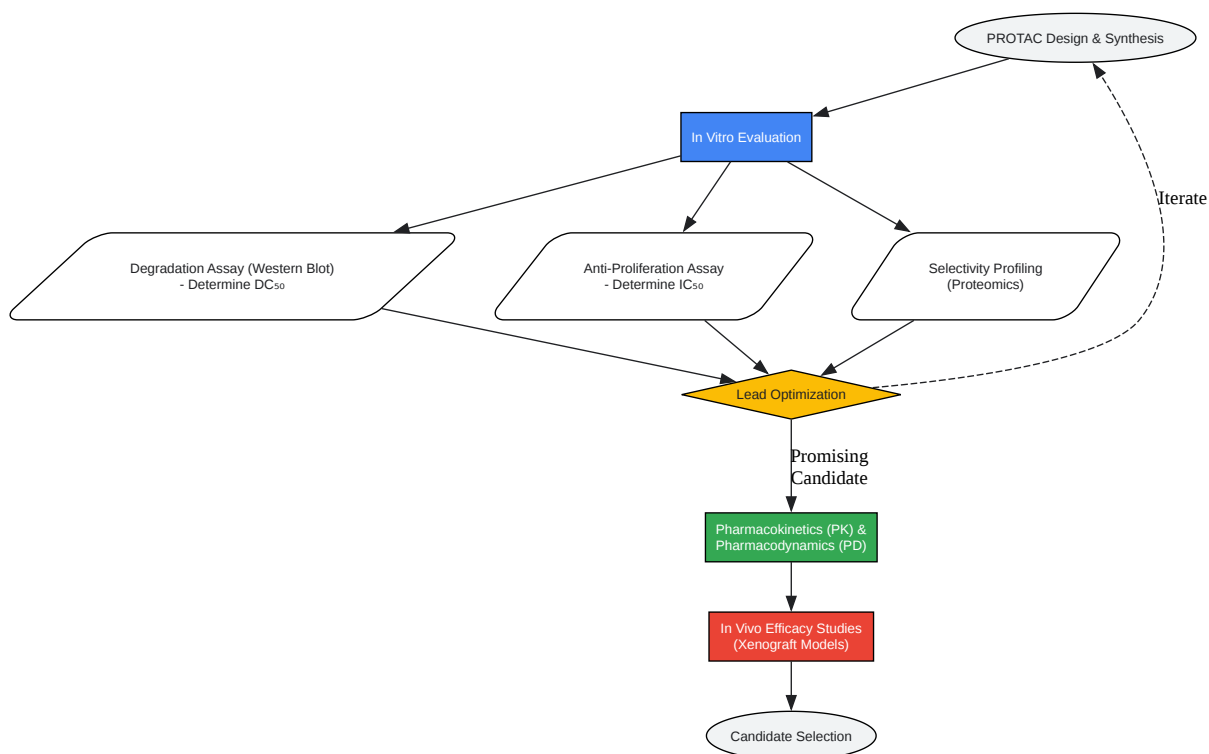 PROTAC Design & Synthesis
In Vitro Evaluation
Iterate
Degradation Assay (Western Blot)
- Determine DC₅₀
Anti-Proliferation Assay
- Determine IC₅₀
Selectivity Profiling
(Proteomics)
Lead Optimization
Promising
Candidate
Pharmacokinetics (PK) &
Pharmacodynamics (PD)
In Vivo Efficacy Studies
(Xenograft Models)
Candidate Selection